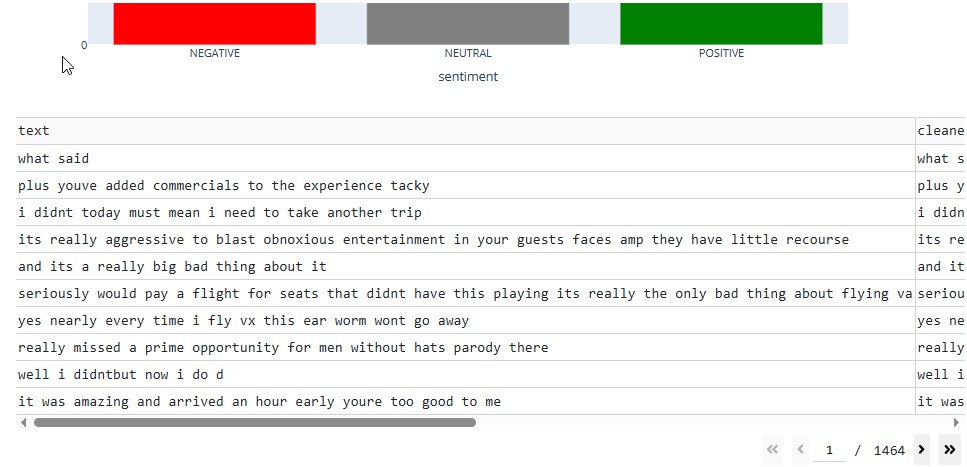 0
NEGATIVE NEUTRAL POSITIVE
sentiment
text cleane
what said what s
plus youve added commercials to the experience tacky plus y
i didnt today must mean i need to take another trip i didn
its really aggressive to blast obnoxious entertainment in your guests faces amp they have little recourse its re
and its a really big bad thing about it and it
seriously would pay a flight for seats that didnt have this playing its really the only bad thing about flying va seriou
yes nearly every time i fly vx this ear worm wont go away yes ne
really missed a prime opportunity for men without hats parody there really
well i didntbut now i do d well i
it was amazing and arrived an hour early youre too good to me it was
1 / 1464